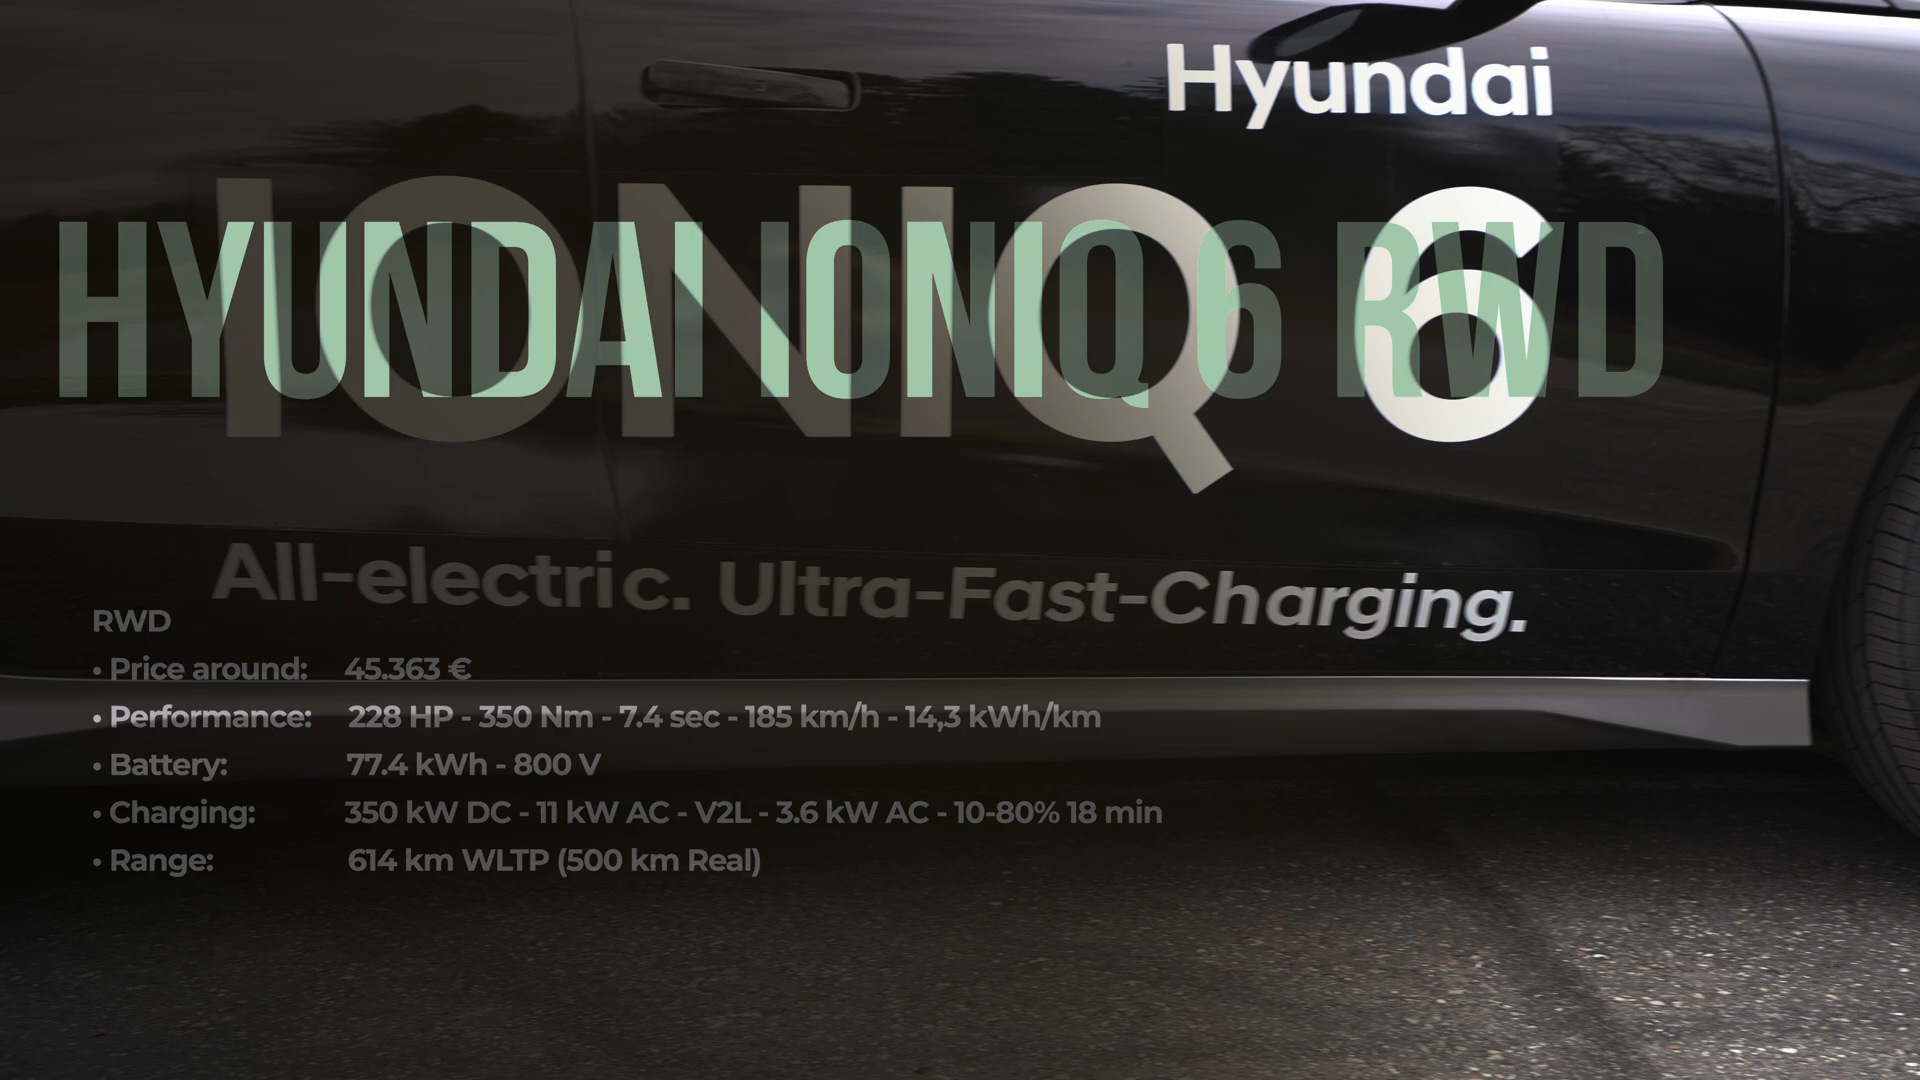 Hyundai
IONIQ 6
HYUNDAI IONIQ 6 RWD
All-electric. Ultra-Fast-Charging.
RWD
• Price around: 45.363 €
• Performance: 228 HP - 350 Nm - 7.4 sec - 185 km/h - 14,3 kWh/km
• Battery: 77.4 kWh - 800 V
• Charging: 350 kW DC - 11 kW AC - V2L - 3.6 kW AC - 10-80% 18 min
• Range: 614 km WLTP (500 km Real)